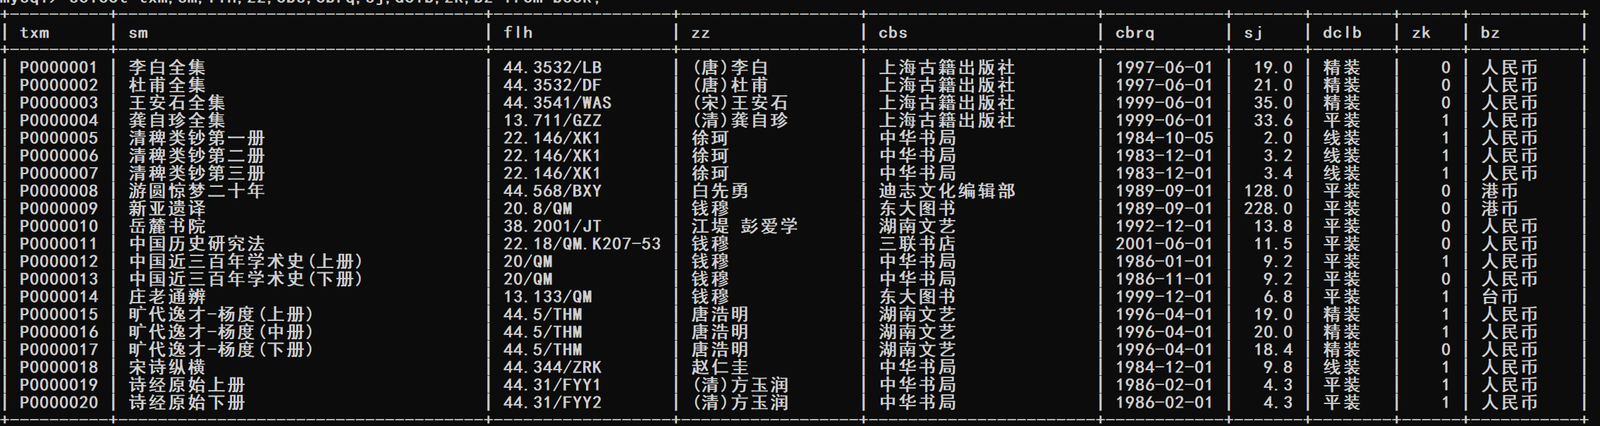 mysql> select txm,sm,flh,zz,cbs,cbrq,sj,dclb,zk,bz from book;
| txm | sm | flh | zz | cbs | cbrq | sj | dclb | zk | bz |
| P0000001 | 李白全集 | 44.3532/LB | (唐)李白 | 上海古籍出版社 | 1997-06-01 | 19.0 | 精装 | 0 | 人民币 |
| P0000002 | 杜甫全集 | 44.3532/DF | (唐)杜甫 | 上海古籍出版社 | 1997-06-01 | 21.0 | 精装 | 0 | 人民币 |
| P0000003 | 王安石全集 | 44.3541/WAS | (宋)王安石 | 上海古籍出版社 | 1999-06-01 | 35.0 | 精装 | 0 | 人民币 |
| P0000004 | 龚自珍全集 | 13.711/GZZ | (清)龚自珍 | 上海古籍出版社 | 1999-06-01 | 33.6 | 平装 | 1 | 人民币 |
| P0000005 | 清稗类钞第一册 | 22.146/XK1 | 徐珂 | 中华书局 | 1984-10-05 | 2.0 | 线装 | 1 | 人民币 |
| P0000006 | 清稗类钞第二册 | 22.146/XK1 | 徐珂 | 中华书局 | 1983-12-01 | 3.2 | 线装 | 1 | 人民币 |
| P0000007 | 清稗类钞第三册 | 22.146/XK1 | 徐珂 | 中华书局 | 1983-12-01 | 3.4 | 线装 | 1 | 人民币 |
| P0000008 | 游圆惊梦二十年 | 44.568/BXY | 白先勇 | 迪志文化编辑部 | 1989-09-01 | 128.0 | 平装 | 0 | 港币 |
| P0000009 | 新亚遗译 | 20.8/QM | 钱穆 | 东大图书 | 1989-09-01 | 228.0 | 平装 | 0 | 港币 |
| P0000010 | 岳麓书院 | 38.2001/JT | 江堤 彭爱学 | 湖南文艺 | 1992-12-01 | 13.8 | 平装 | 0 | 人民币 |
| P0000011 | 中国历史研究法 | 22.18/QM.K207-53 | 钱穆 | 三联书店 | 2001-06-01 | 11.5 | 平装 | 0 | 人民币 |
| P0000012 | 中国近三百年学术史(上册) | 20/QM | 钱穆 | 中华书局 | 1986-01-01 | 9.2 | 平装 | 1 | 人民币 |
| P0000013 | 中国近三百年学术史(下册) | 20/QM | 钱穆 | 中华书局 | 1986-11-01 | 9.2 | 平装 | 0 | 人民币 |
| P0000014 | 庄老通辨 | 13.133/QM | 钱穆 | 东大图书 | 1999-12-01 | 6.8 | 平装 | 1 | 台币 |
| P0000015 | 旷代逸才-杨度(上册) | 44.5/THM | 唐浩明 | 湖南文艺 | 1996-04-01 | 19.0 | 精装 | 1 | 人民币 |
| P0000016 | 旷代逸才-杨度(中册) | 44.5/THM | 唐浩明 | 湖南文艺 | 1996-04-01 | 20.0 | 精装 | 1 | 人民币 |
| P0000017 | 旷代逸才-杨度(下册) | 44.5/THM | 唐浩明 | 湖南文艺 | 1996-04-01 | 18.4 | 精装 | 0 | 人民币 |
| P0000018 | 宋诗纵横 | 44.344/ZRK | 赵仁圭 | 中华书局 | 1984-12-01 | 9.8 | 线装 | 1 | 人民币 |
| P0000019 | 诗经原始上册 | 44.31/FYY1 | (清)方玉润 | 中华书局 | 1986-02-01 | 4.3 | 平装 | 1 | 人民币 |
| P0000020 | 诗经原始下册 | 44.31/FYY2 | (清)方玉润 | 中华书局 | 1986-02-01 | 4.3 | 平装 | 1 | 人民币 |